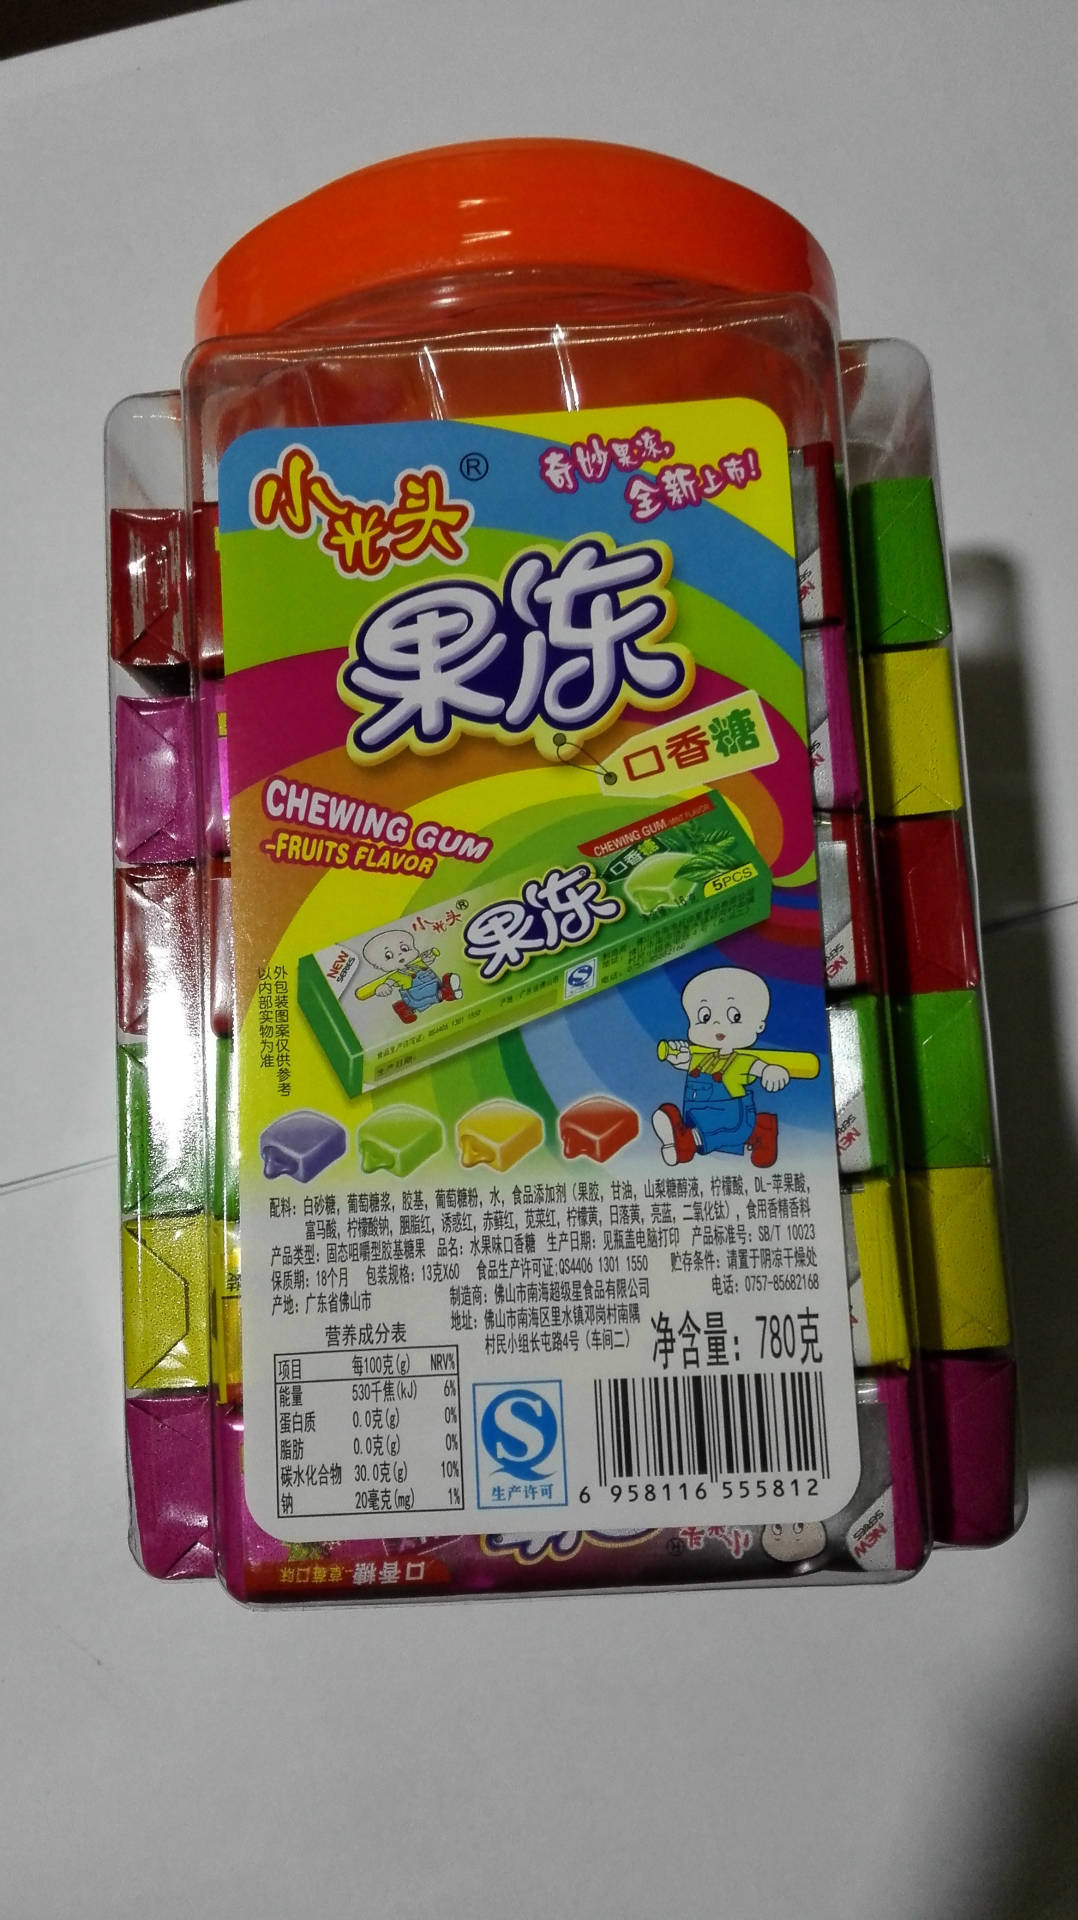 小光头®
奇妙果冻，
全新上市！
果冻
口香糖
CHEWING GUM
-FRUITS FLAVOR
CHEWING GUM-MINT FLAVOR
口香糖
5PCS
小光头®
果冻
NEW
SERIES
外包装图案仅供参考
以内部实物为准
配料：白砂糖，葡萄糖浆，胶基，葡萄糖粉，水，食品添加剂（果胶，甘油，山梨糖醇液，柠檬酸，DL-苹果酸，
富马酸，柠檬酸钠，胭脂红，诱惑红，赤藓红，苋菜红，柠檬黄，日落黄，亮蓝，二氧化钛），食用香精香料
产品类型：固态咀嚼型胶基糖果 品名：水果味口香糖 生产日期：见瓶盖电脑打印 产品标准号：SB/T 10023
保质期：18个月 包装规格：13克X60 食品生产许可证:QS4406 1301 1550 贮存条件：请置于阴凉干燥处
产地：广东省佛山市 制造商：佛山市南海超级星食品有限公司 电话：0757-85682168
地址：佛山市南海区里水镇邓岗村南隅
村民小组长屯路4号（车间二）
净含量：780克
营养成分表
项目 每100克(g) NRV%
能量 530千焦(kJ) 6%
蛋白质 0.0克(g) 0%
脂肪 0.0克(g) 0%
碳水化合物 30.0克(g) 10%
钠 20毫克(mg) 1%
生产许可
6 958116 555812
口香糖--草莓口味
NEW
SERIES